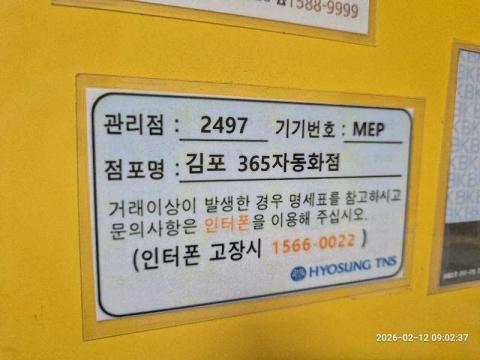 1588-9999
관리점 : 2497 기기번호 : MEP
점포명 : 김포 365자동화점
거래이상이 발생한 경우 명세표를 참고하시고
문의사항은 인터폰을 이용해 주십시오.
(인터폰 고장시 1566-0022 )
HYOSUNG TNS
2026-02-12 09:02:37